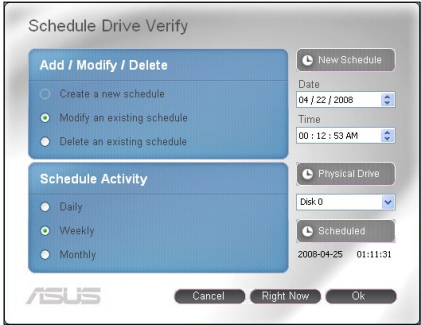 Schedule Drive Verify
Add / Modify / Delete
Create a new schedule
Modify an existing schedule
Delete an existing schedule
Schedule Activity
Daily
Weekly
Monthly
New Schedule
Date
04 / 22 / 2008
Time
00 : 12 : 53 AM
Physical Drive
Disk 0
Scheduled
2008-04-25 01:11:31
ASUS
Cancel
Right Now
Ok